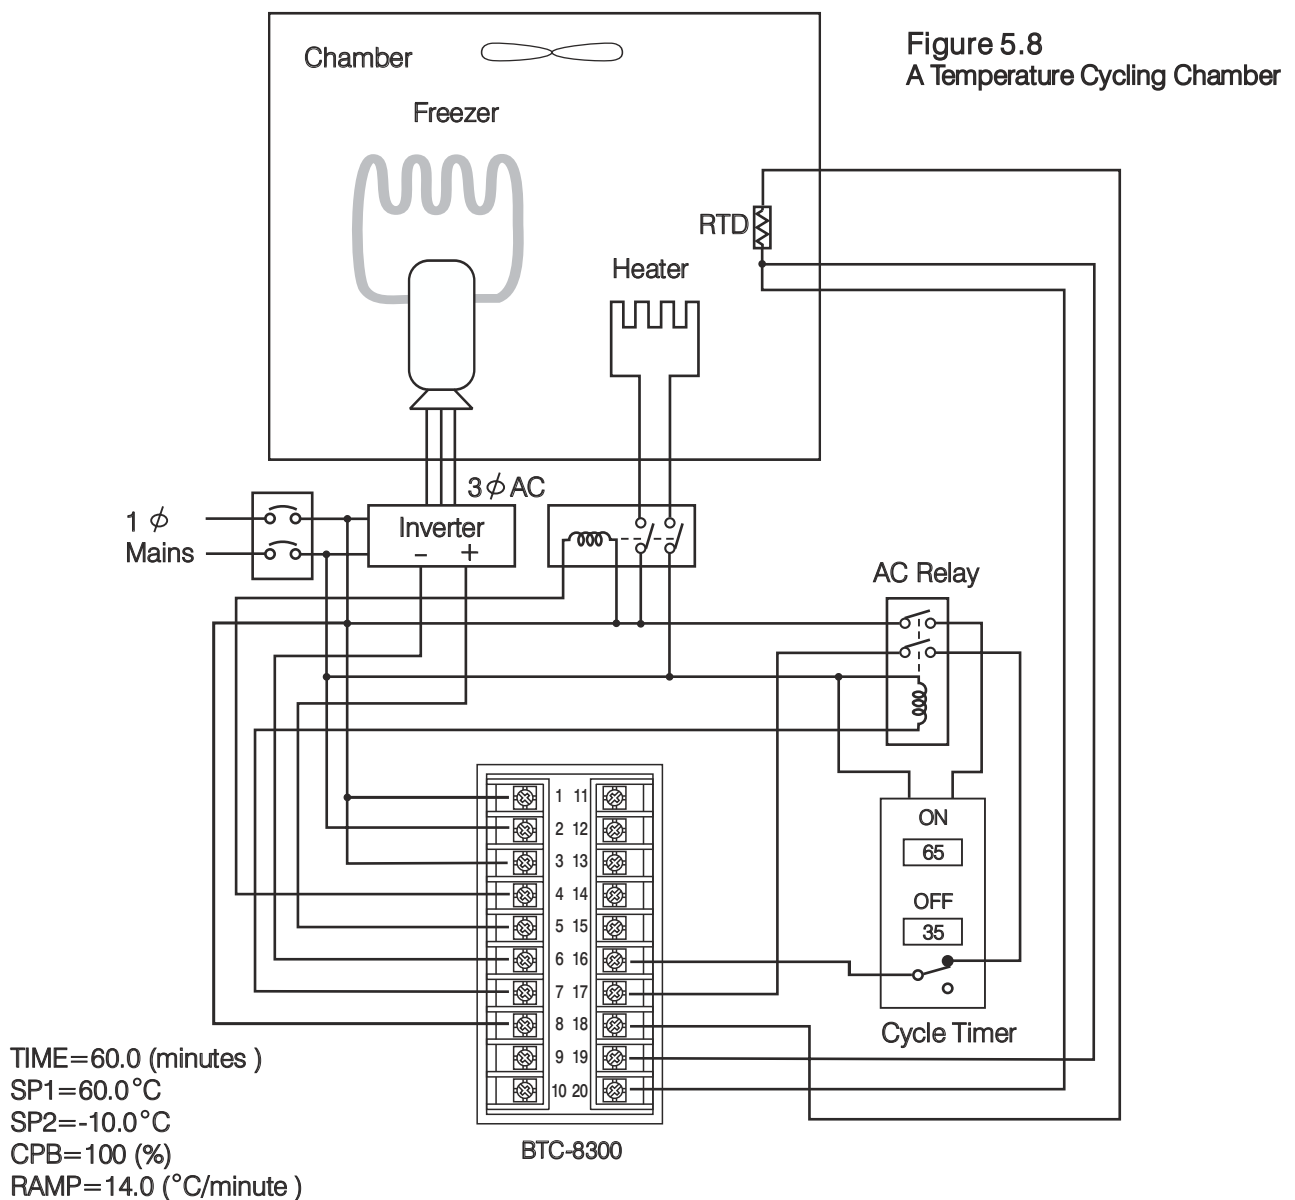 Figure 5.8
A Temperature Cycling Chamber
Chamber
Freezer
RTD
Heater
3 ϕ AC
1 ϕ
Mains
Inverter
− +
AC Relay
ON
65
OFF
35
Cycle Timer
1 11
2 12
3 13
4 14
5 15
6 16
7 17
8 18
9 19
10 20
BTC-8300
TIME=60.0 (minutes )
SP1=60.0°C
SP2=-10.0°C
CPB=100 (%)
RAMP=14.0 (°C/minute )